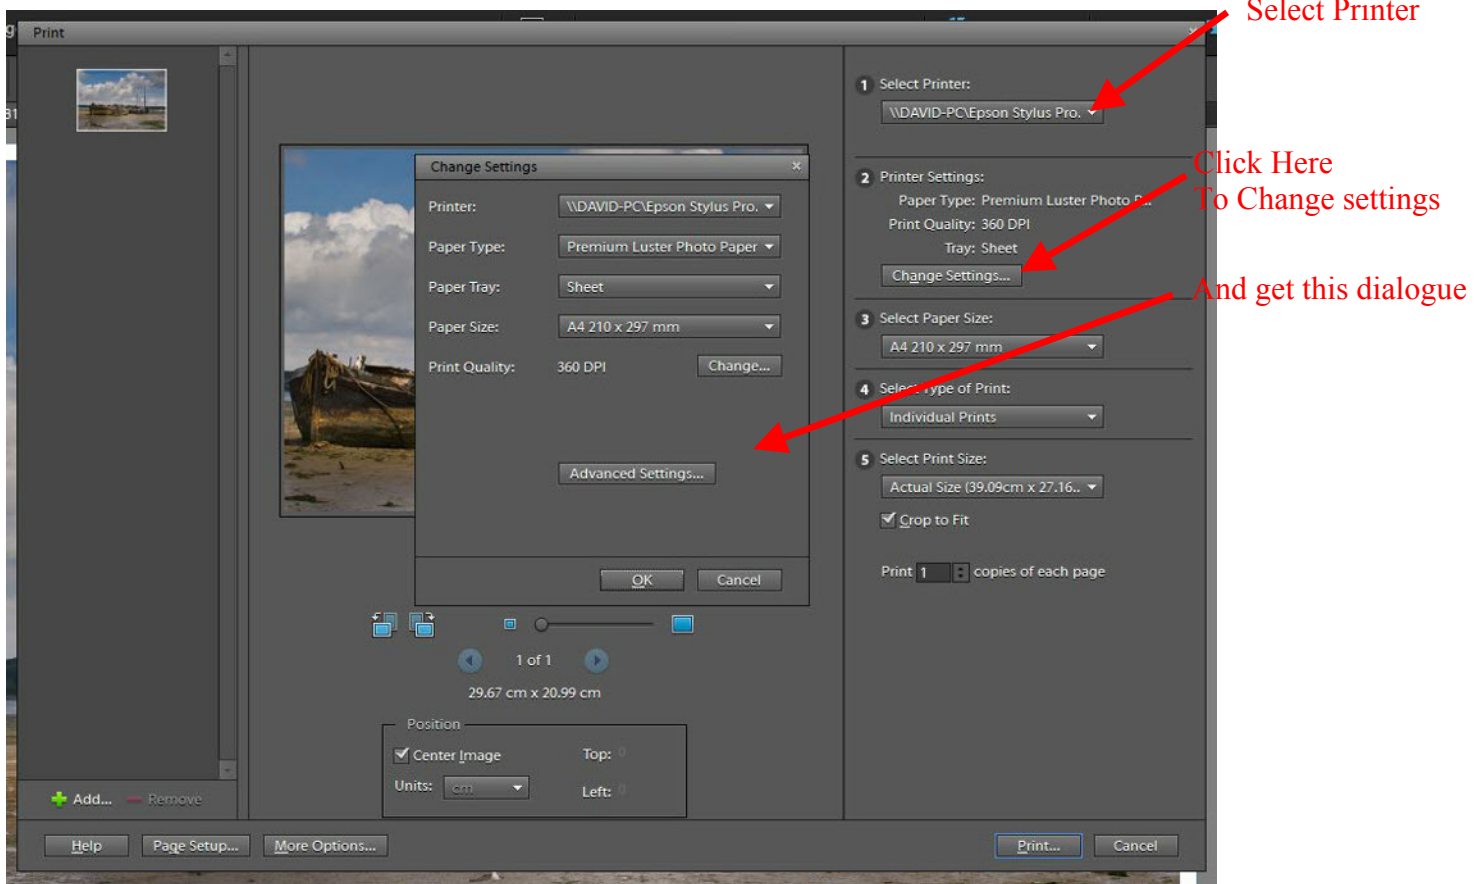 Select Printer
Print
1 Select Printer:
\\DAVID-PC\Epson Stylus Pro.
Click Here
To Change settings
2 Printer Settings:
Paper Type: Premium Luster Photo P...
Print Quality: 360 DPI
Tray: Sheet
Change Settings...
And get this dialogue
3 Select Paper Size:
A4 210 x 297 mm
4 Select Type of Print:
Individual Prints
5 Select Print Size:
Actual Size (39.09cm x 27.16..
Crop to Fit
Print 1 copies of each page
Change Settings
Printer: \\DAVID-PC\Epson Stylus Pro.
Paper Type: Premium Luster Photo Paper
Paper Tray: Sheet
Paper Size: A4 210 x 297 mm
Print Quality: 360 DPI Change...
Advanced Settings...
OK Cancel
1 of 1
29.67 cm x 20.99 cm
Position
Center Image Top: 0
Units: cm Left: 0
Add... Remove
Help Page Setup... More Options... Print... Cancel